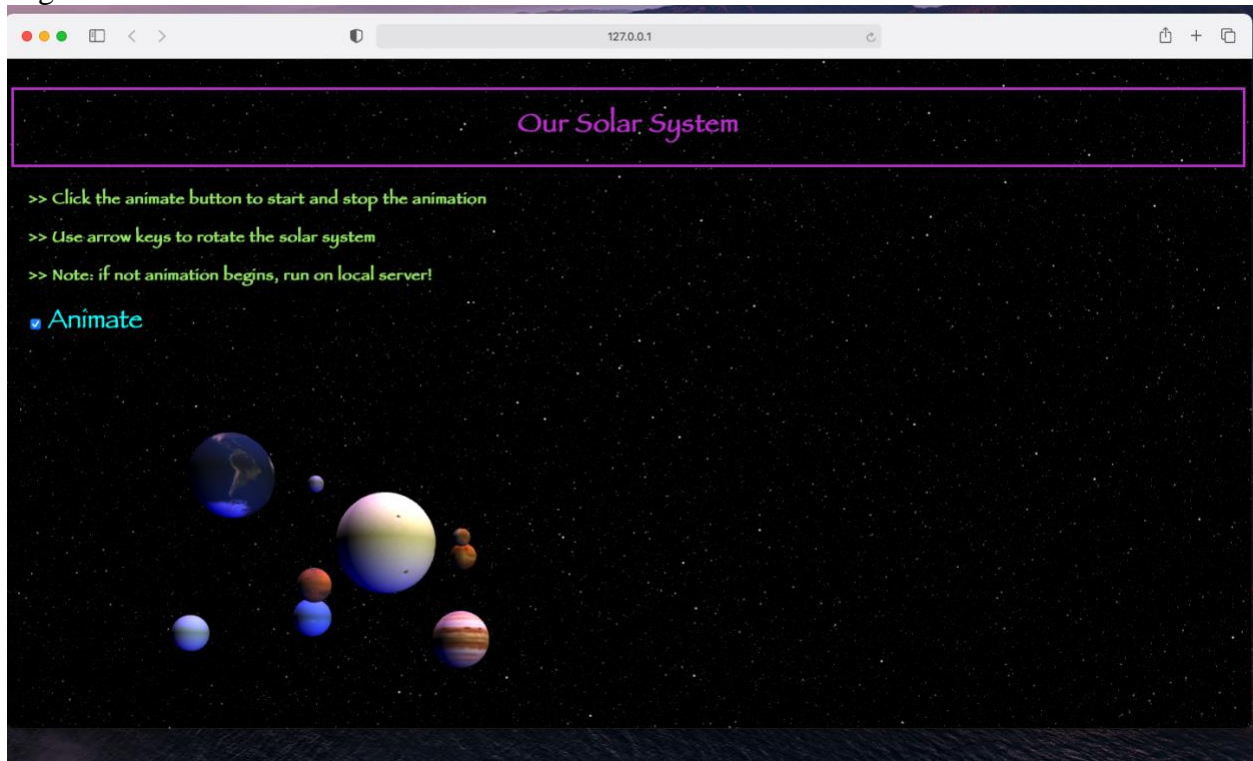 127.0.0.1
Our Solar System
>> Click the animate button to start and stop the animation
>> Use arrow keys to rotate the solar system
>> Note: if not animation begins, run on local server!
Animate